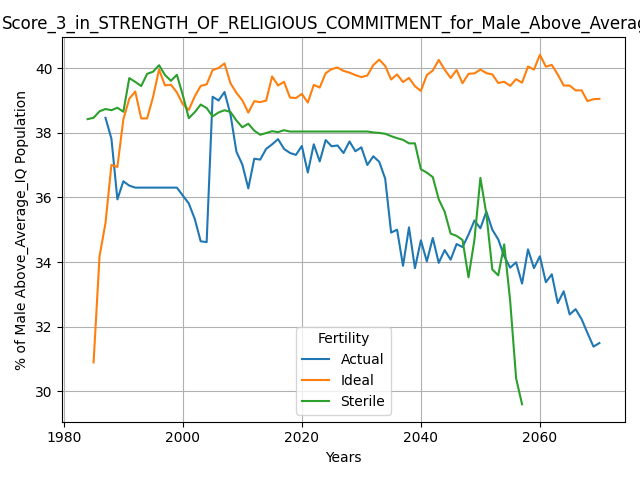 Score_3_in_STRENGTH_OF_RELIGIOUS_COMMITMENT_for_Male_Above_Averag
% of Male Above_Average_IQ Population
40
38
36
34
32
30
Fertility
Actual
Ideal
Sterile
1980 2000 2020 2040 2060
Years